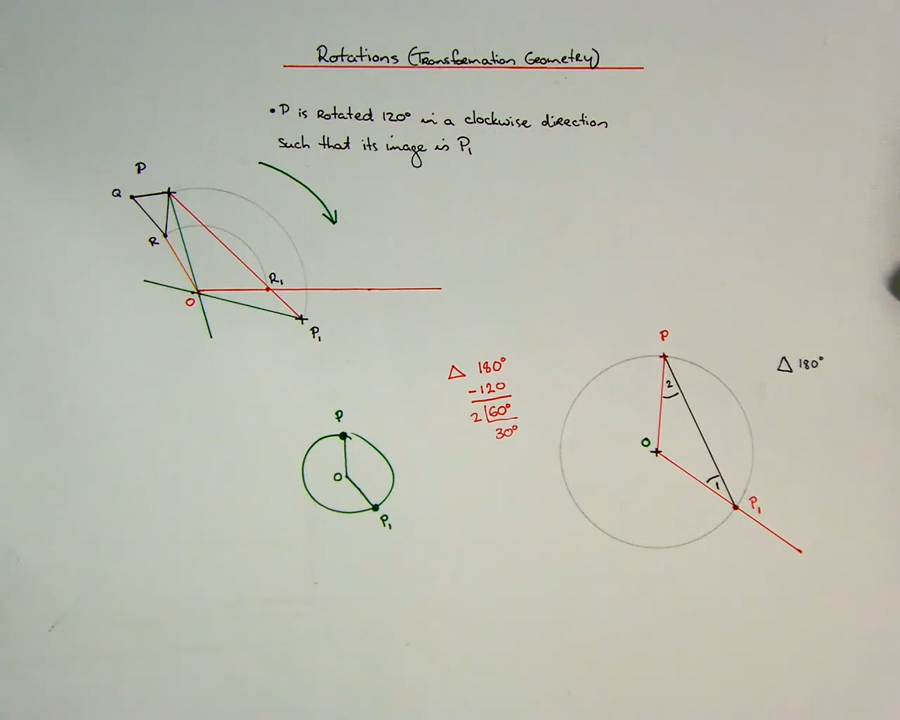 Rotations (Transformation Geometry)
• P is rotated 120° in a clockwise direction
such that its image is P₁
P
Q
R
R₁
O
P₁
P
△ 180°
△ 180°
-120
2|60°
30°
2
P
O
O
1
P₁
P₁